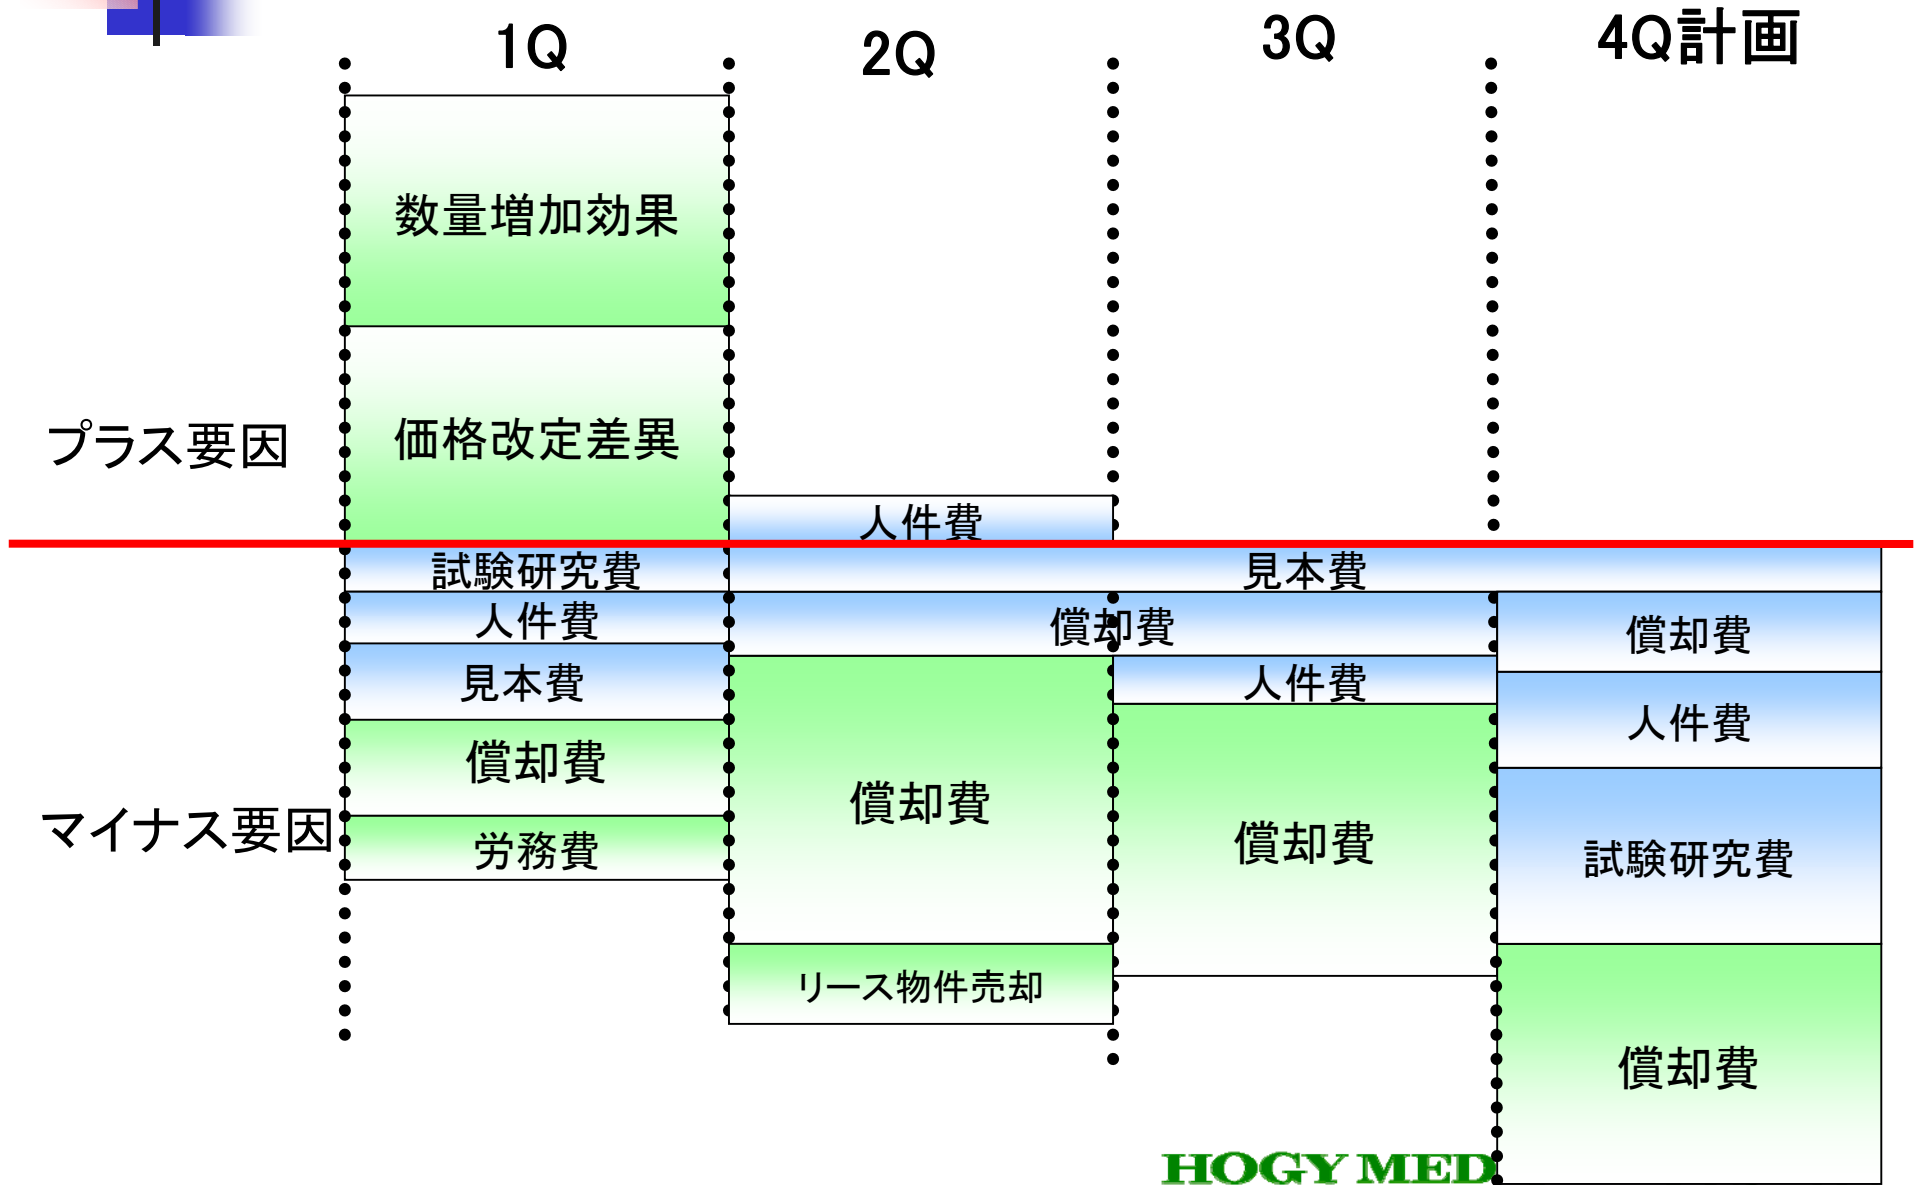 1Q
2Q
3Q
4Q計画
数量増加効果
価格改定差異
プラス要因
人件費
試験研究費
見本費
人件費
償却費
償却費
見本費
人件費
人件費
償却費
償却費
償却費
マイナス要因
労務費
試験研究費
リース物件売却
償却費
HOGY MED